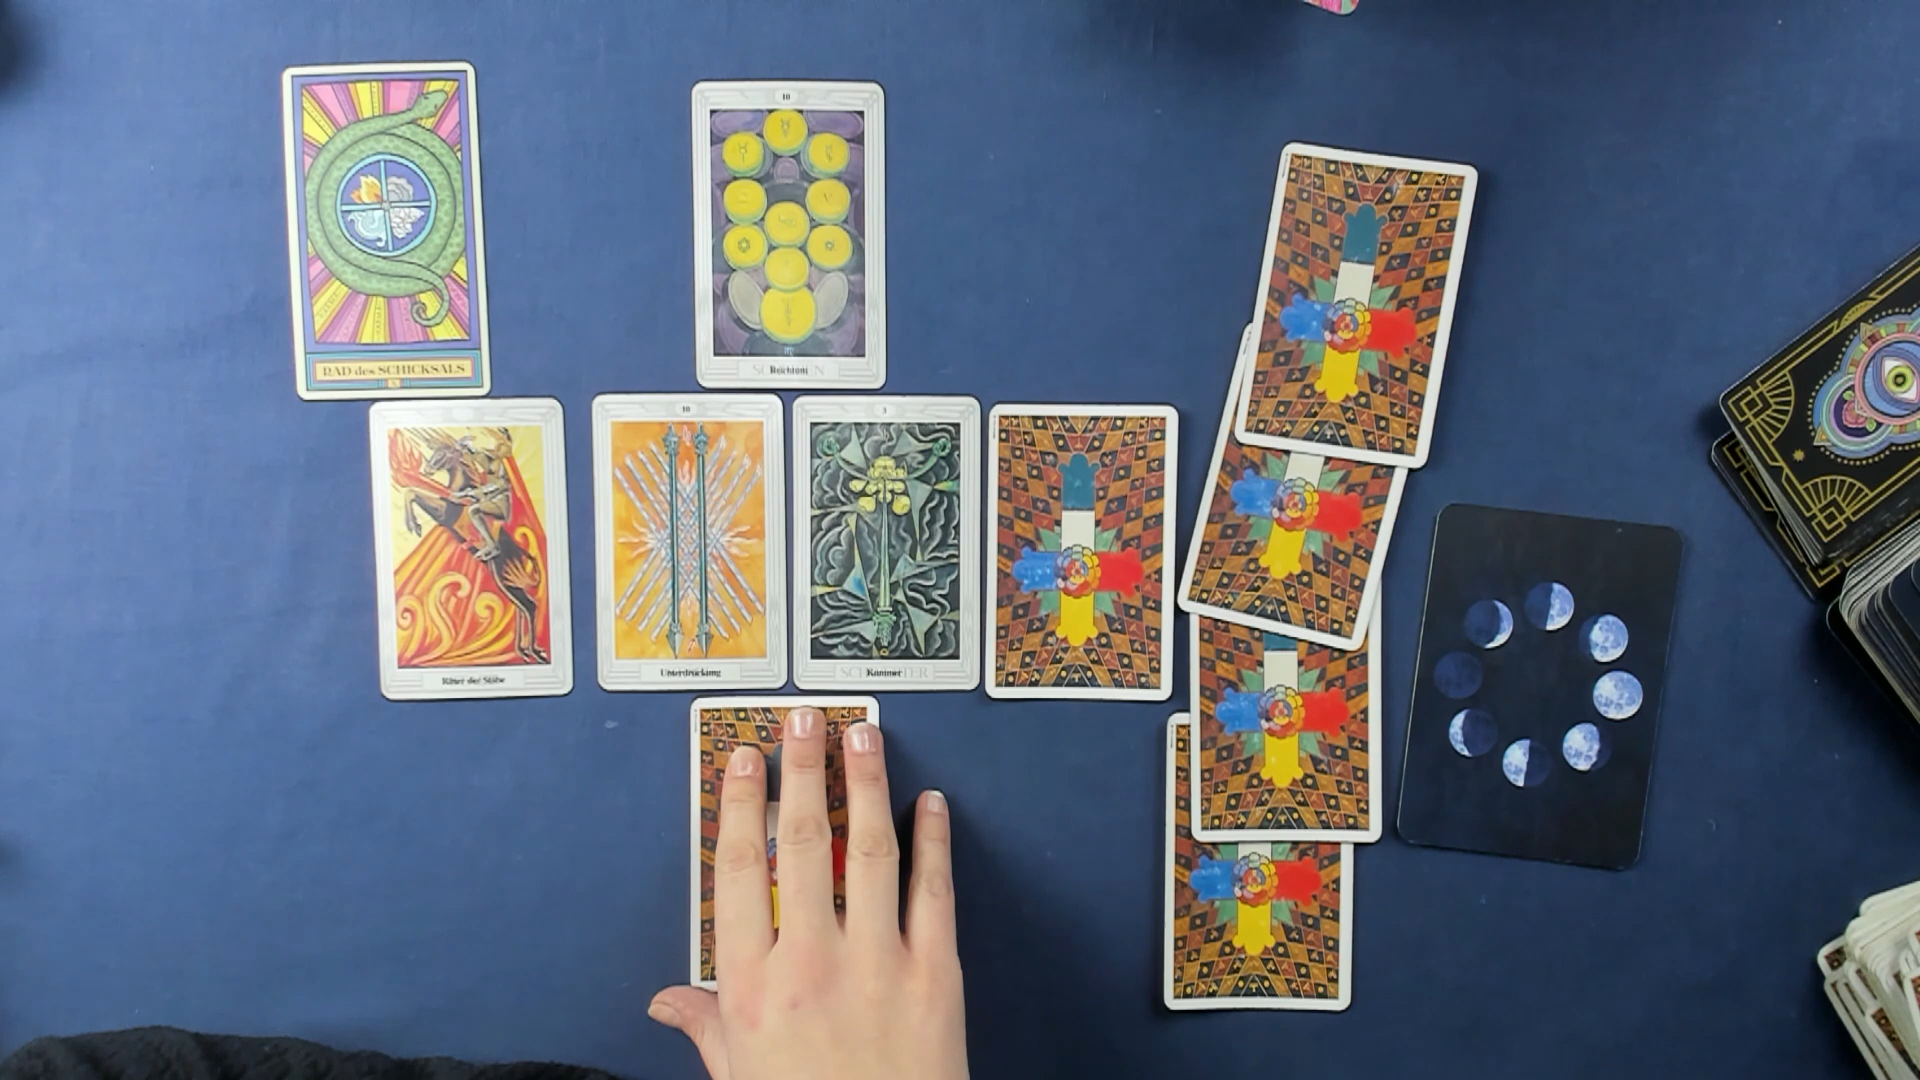 RAD des SCHICKSALS
X
10
Reichtum
Ritter der Stäbe
10
Unterdrückung
3
Kummer